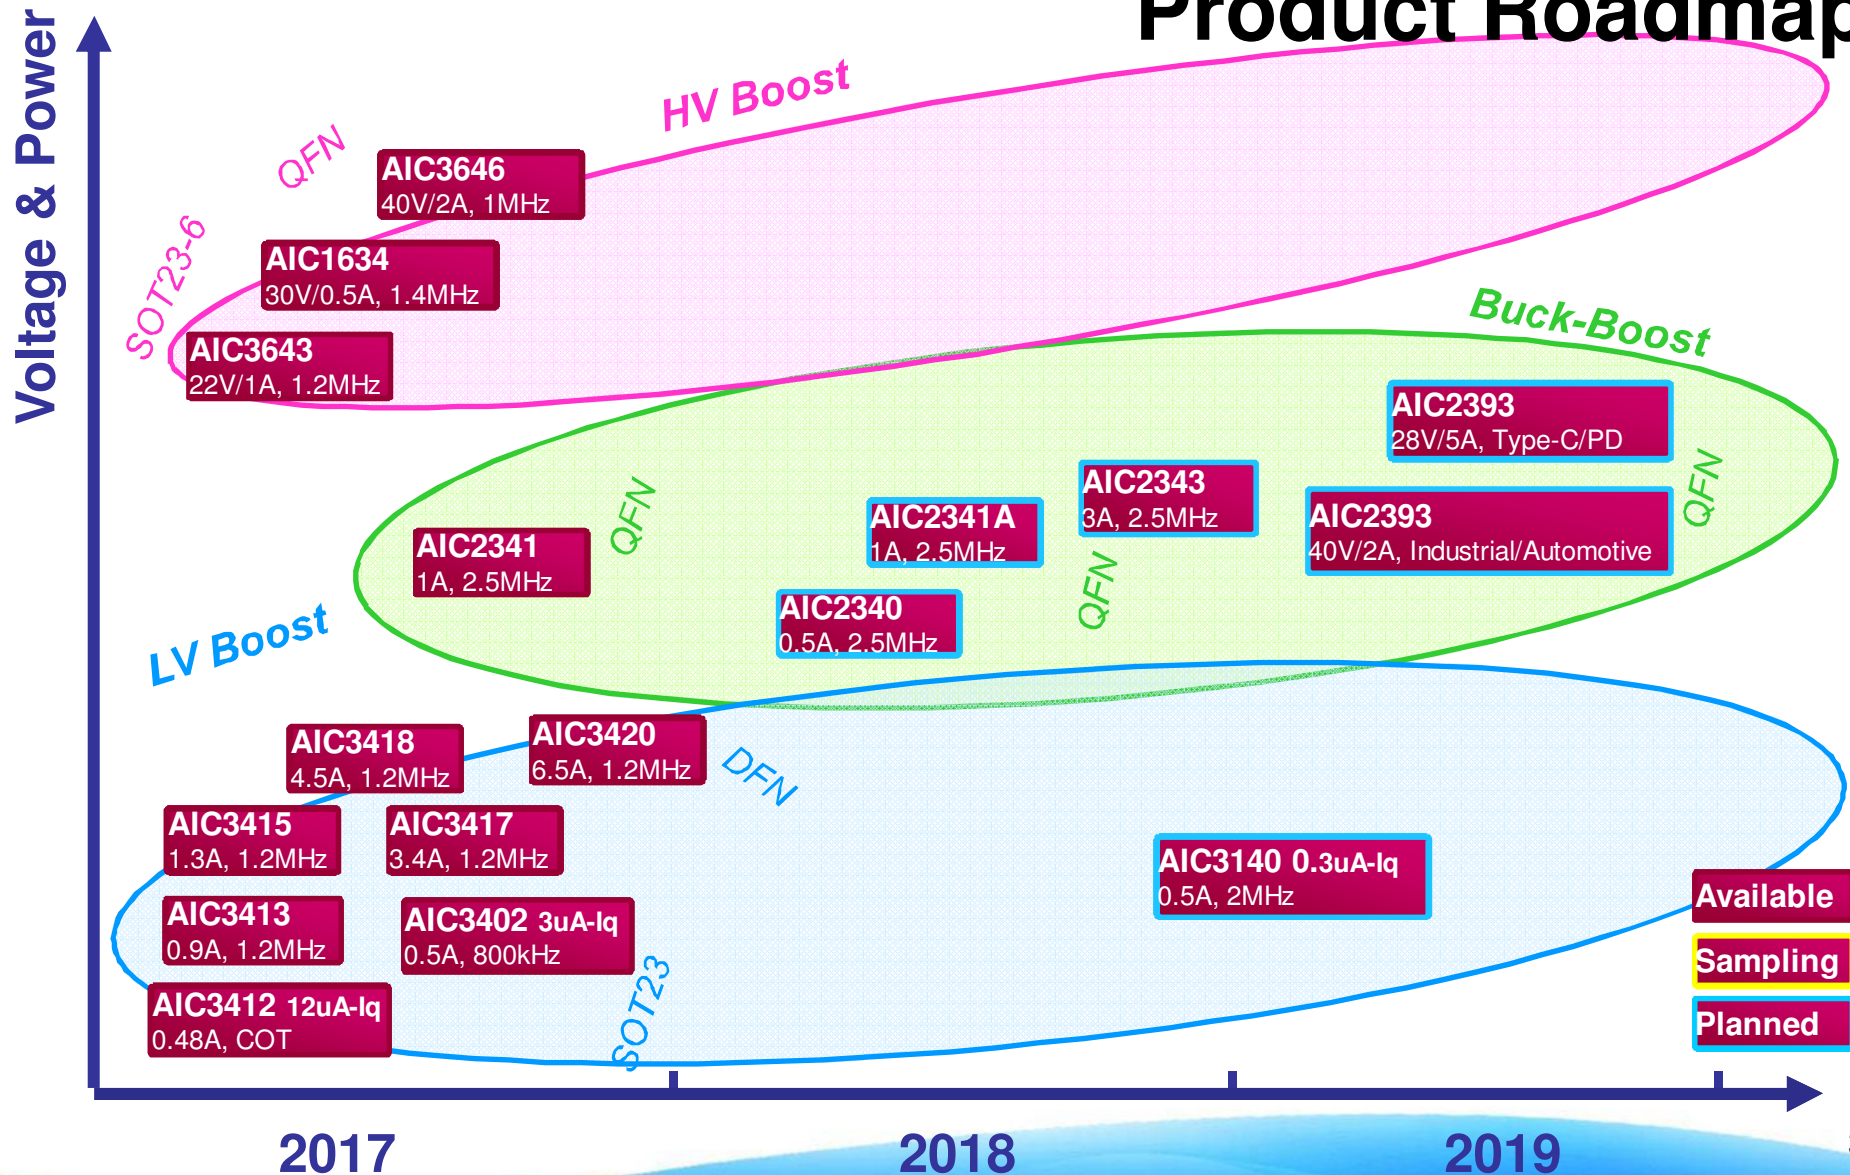 Product Roadmap
Voltage & Power
HV Boost
QFN
AIC3646
40V/2A, 1MHz
SOT23-6
AIC1634
30V/0.5A, 1.4MHz
AIC3643
22V/1A, 1.2MHz
Buck-Boost
AIC2393
28V/5A, Type-C/PD
QFN
AIC2343
3A, 2.5MHz
QFN
AIC2341A
1A, 2.5MHz
AIC2393
40V/2A, Industrial/Automotive
AIC2341
1A, 2.5MHz
QFN
AIC2340
0.5A, 2.5MHz
LV Boost
AIC3418
4.5A, 1.2MHz
AIC3420
6.5A, 1.2MHz
DFN
AIC3415
1.3A, 1.2MHz
AIC3417
3.4A, 1.2MHz
AIC3140 0.3uA-Iq
0.5A, 2MHz
AIC3413
0.9A, 1.2MHz
AIC3402 3uA-Iq
0.5A, 800kHz
SOT23
AIC3412 12uA-Iq
0.48A, COT
Available
Sampling
Planned
2017
2018
2019